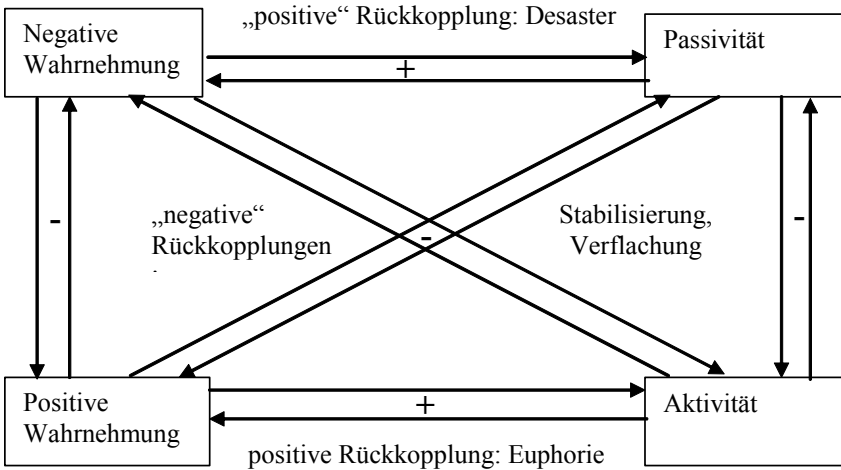 „positive“ Rückkopplung: Desaster
Negative
Wahrnehmung
Passivität
+
-
-
„negative“
Rückkopplungen
.
-
Stabilisierung,
Verflachung
Positive
Wahrnehmung
Aktivität
+
positive Rückkopplung: Euphorie